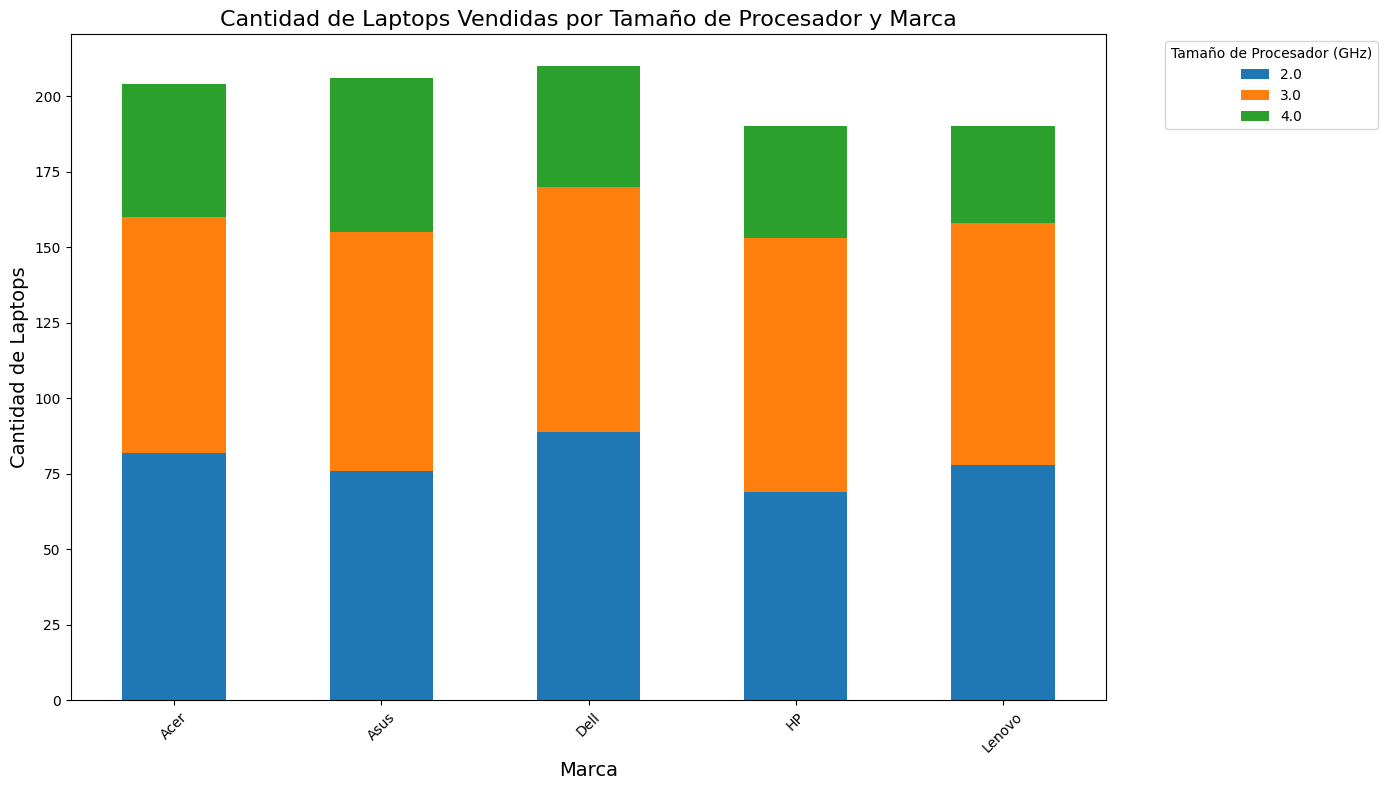 Cantidad de Laptops Vendidas por Tamaño de Procesador y Marca
Tamaño de Procesador (GHz)
2.0
3.0
4.0
Cantidad de Laptops
200
175
150
125
100
75
50
25
0
Acer
Asus
Dell
HP
Lenovo
Marca